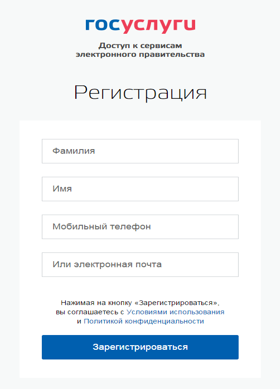 госуслуги
Доступ к сервисам
электронного правительства
Регистрация
Фамилия
Имя
Мобильный телефон
Или электронная почта
Нажимая на кнопку «Зарегистрироваться»,
вы соглашаетесь с Условиями использования
и Политикой конфиденциальности
Зарегистрироваться